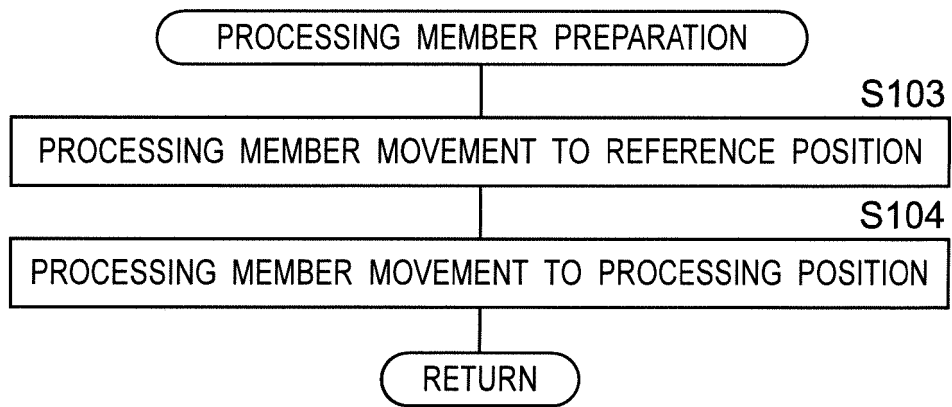 PROCESSING MEMBER PREPARATION
S103
PROCESSING MEMBER MOVEMENT TO REFERENCE POSITION
S104
PROCESSING MEMBER MOVEMENT TO PROCESSING POSITION
RETURN